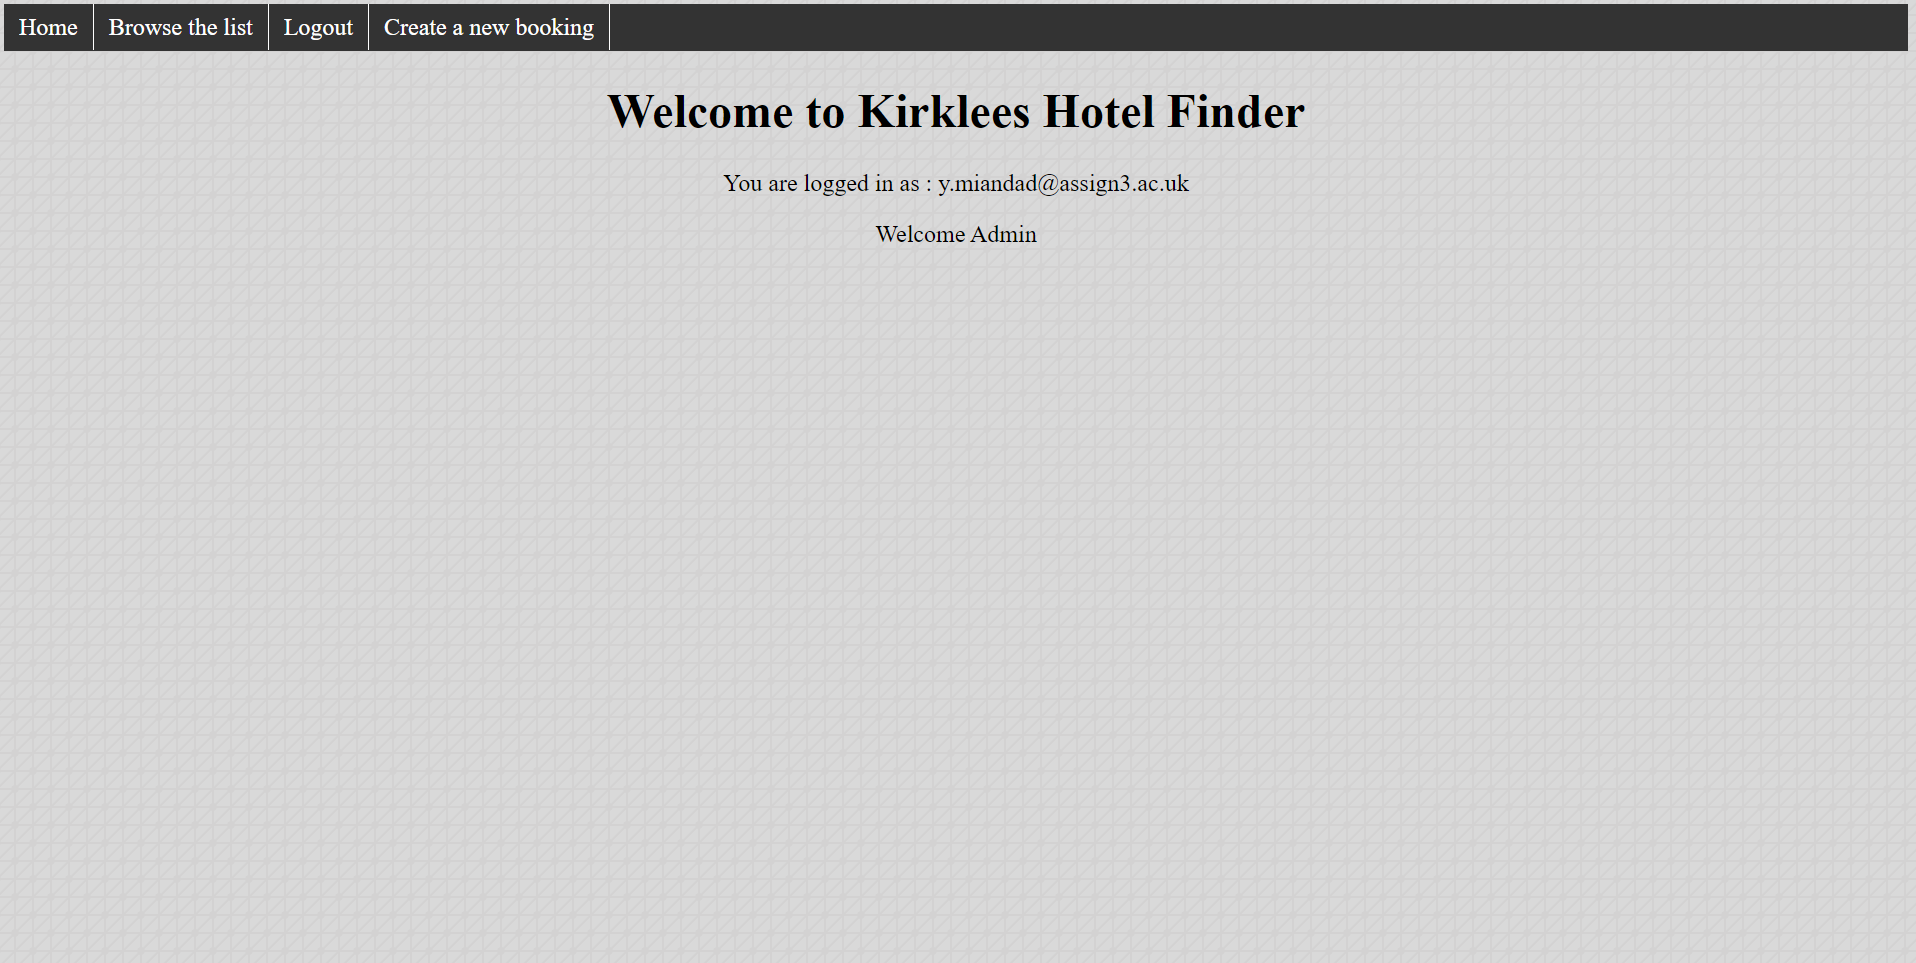 Home Browse the list Logout Create a new booking
Welcome to Kirklees Hotel Finder
You are logged in as : y.miandad@assign3.ac.uk
Welcome Admin